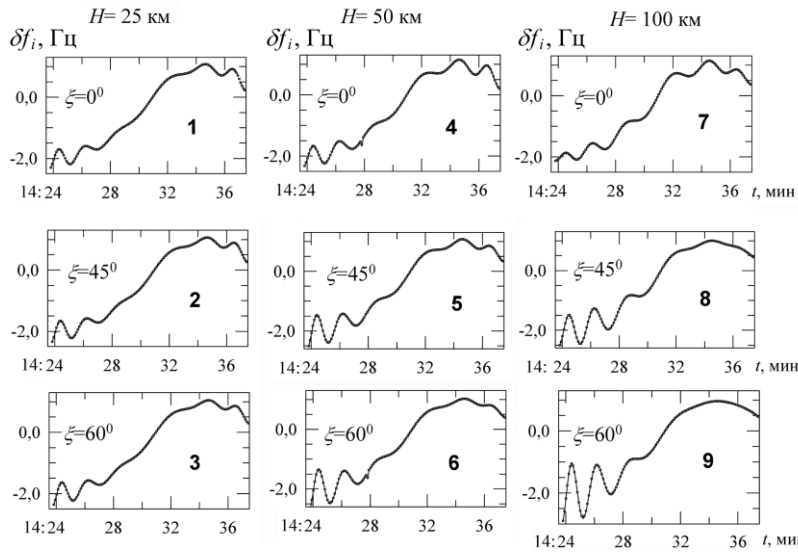 H= 25 км H= 50 км H= 100 км
δfᵢ, Гц δfᵢ, Гц δfᵢ, Гц
0,0 ξ=0⁰ 0,0 ξ=0⁰ 0,0 ξ=0⁰
1 4 7
-2,0 -2,0 -2,0
14:24 28 32 36 14:24 28 32 36 14:24 28 32 36 t, мин
0,0 ξ=45⁰ 0,0 ξ=45⁰ 0,0 ξ=45⁰
2 5 8
-2,0 -2,0 -2,0
14:24 28 32 36 14:24 28 32 36 14:24 28 32 36 t, мин
0,0 ξ=60⁰ 0,0 ξ=60⁰ 0,0 ξ=60⁰
3 6 9
-2,0 -2,0 -2,0
14:24 28 32 36 14:24 28 32 36 14:24 28 32 36 t, мин